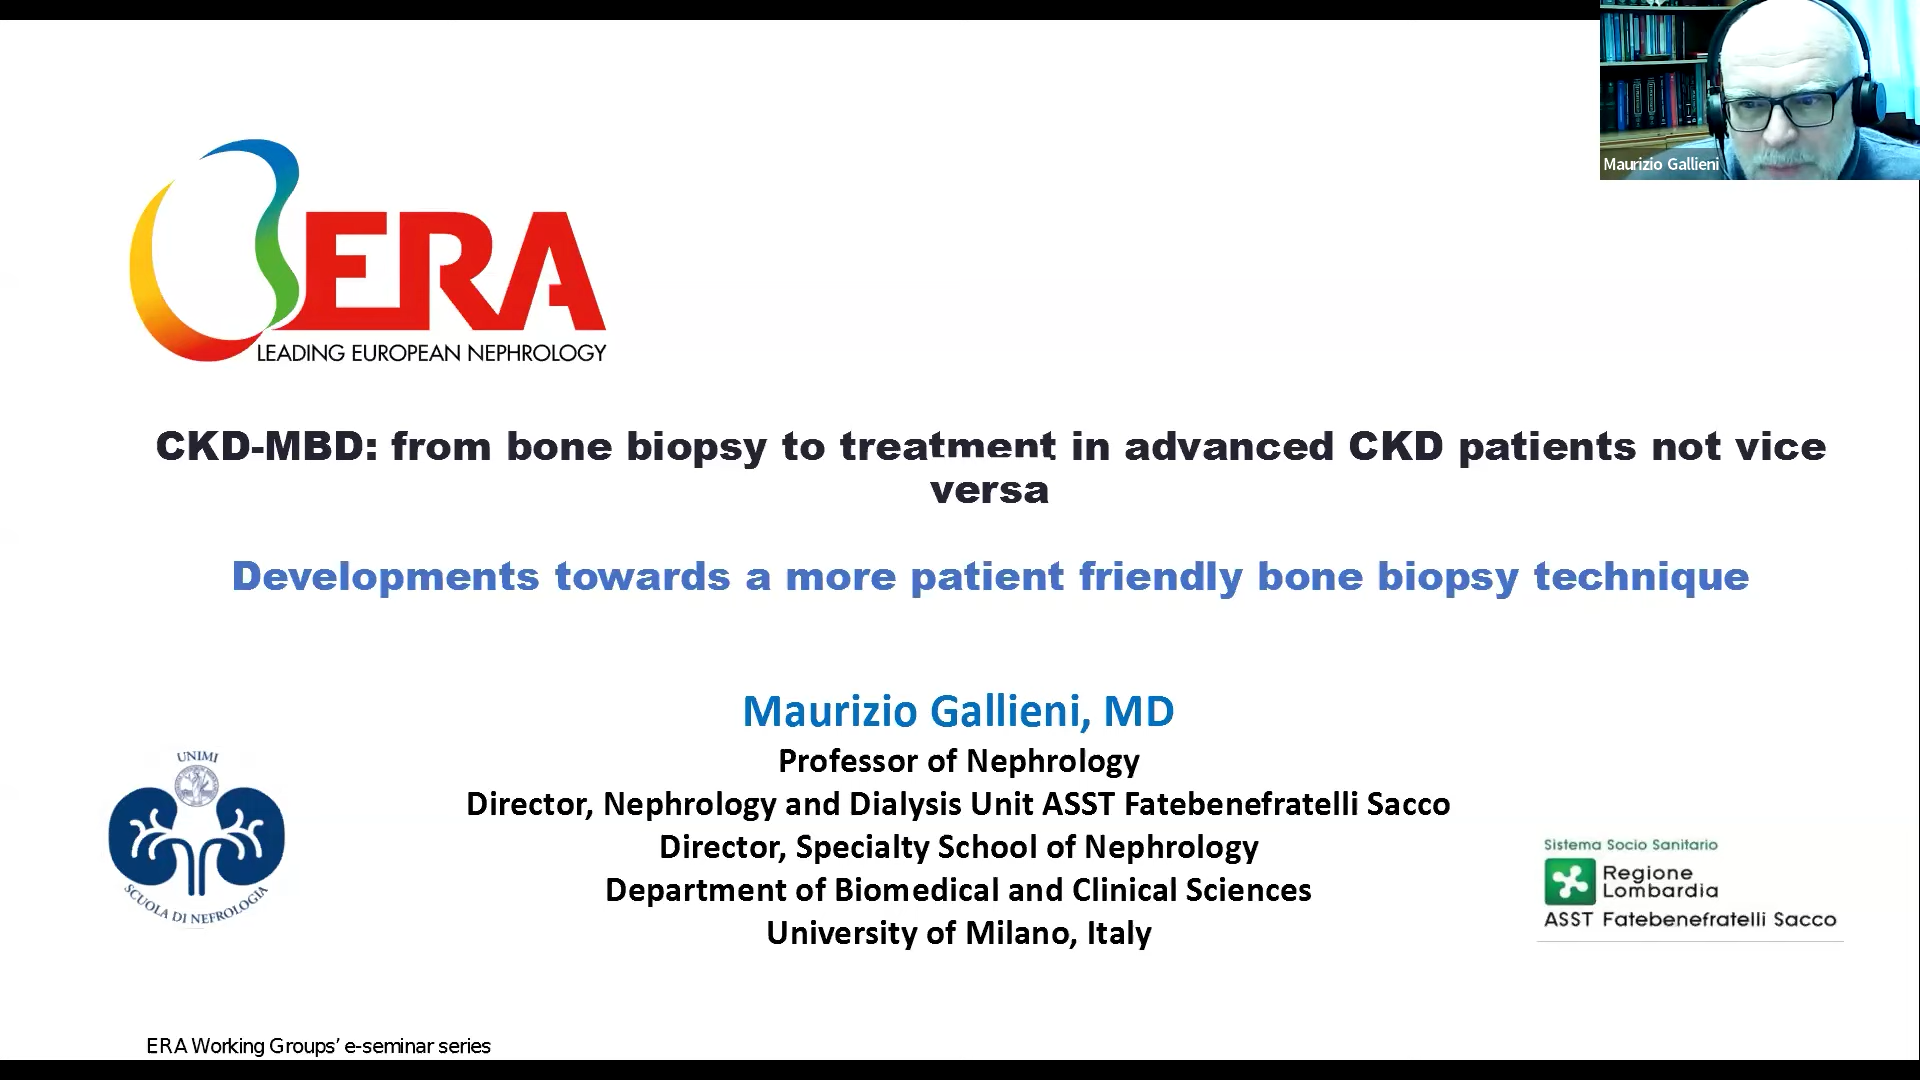 Maurizio Gallieni
ERA
LEADING EUROPEAN NEPHROLOGY
CKD-MBD: from bone biopsy to treatment in advanced CKD patients not vice
versa
Developments towards a more patient friendly bone biopsy technique
Maurizio Gallieni, MD
Professor of Nephrology
Director, Nephrology and Dialysis Unit ASST Fatebenefratelli Sacco
Director, Specialty School of Nephrology
Department of Biomedical and Clinical Sciences
University of Milano, Italy
UNIMI
SCUOLA DI NEFROLOGIA
Sistema Socio Sanitario
Regione
Lombardia
ASST Fatebenefratelli Sacco
ERA Working Groups’ e-seminar series